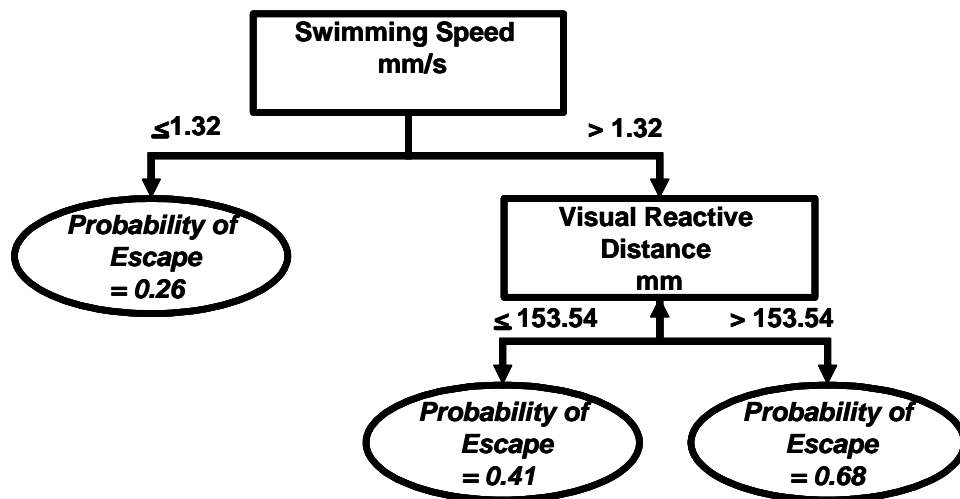 Swimming Speed
mm/s
≤1.32
> 1.32
Probability of
Escape
= 0.26
Visual Reactive
Distance
mm
≤ 153.54
> 153.54
Probability of
Escape
= 0.41
Probability of
Escape
= 0.68